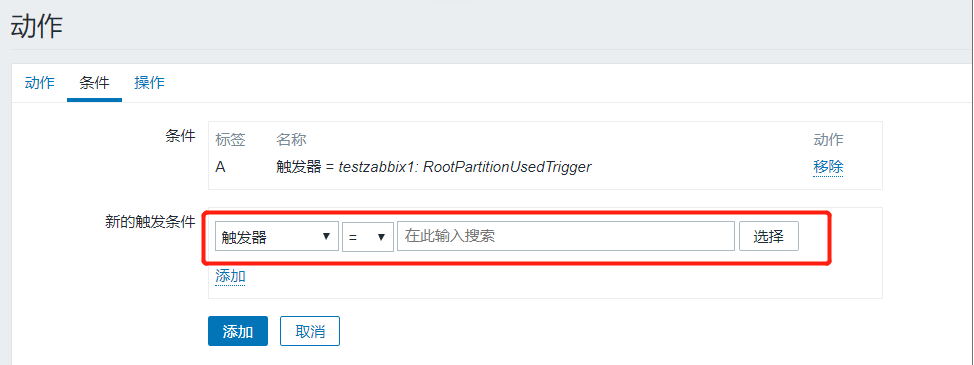 动作
动作 条件 操作
条件 标签 名称 动作
A 触发器 = testzabbix1: RootPartitionUsedTrigger 移除
新的触发条件 触发器 = 在此输入搜索 选择
添加
添加 取消